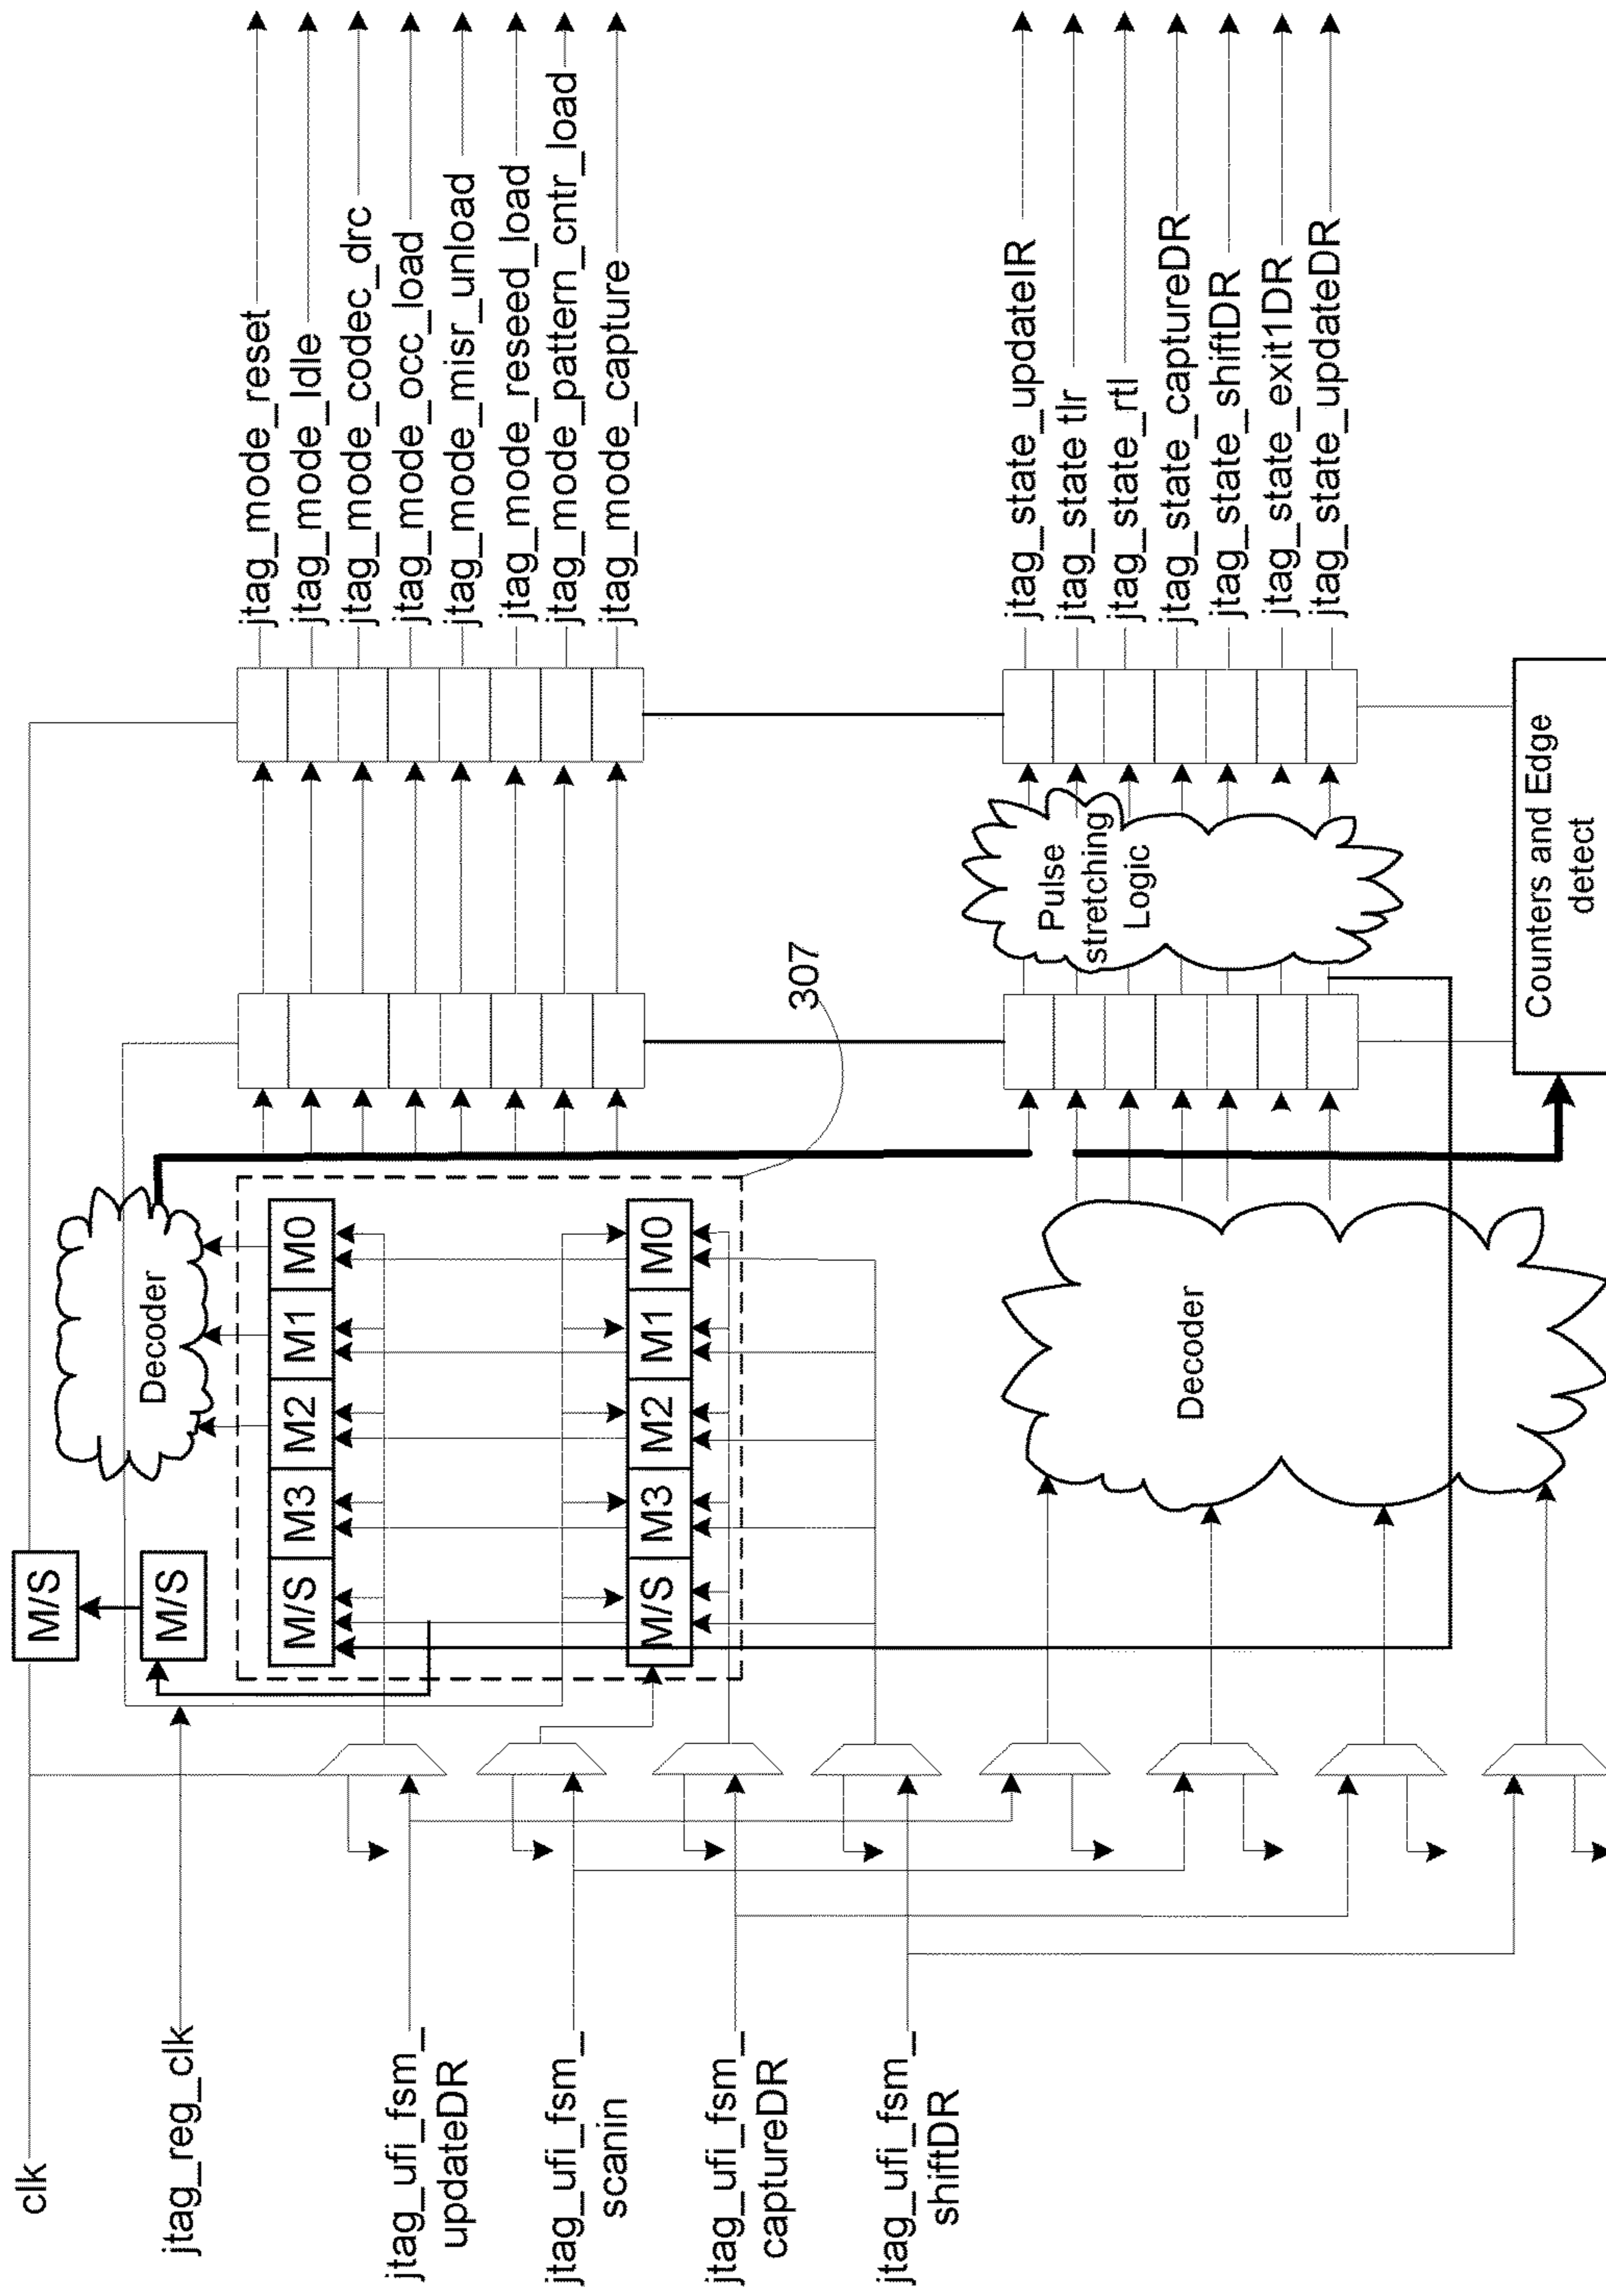 clk
jtag_reg_clk
jtag_ufi_fsm_
updateDR
jtag_ufi_fsm_
scanin
jtag_ufi_fsm_
captureDR
jtag_ufi_fsm_
shiftDR
M/S
M/S
Decoder
M/S M3 M2 M1 M0
M/S M3 M2 M1 M0
307
Decoder
Pulse
stretching
Logic
Counters and Edge
detect
jtag_mode_reset
jtag_mode_Idle
jtag_mode_codec_drc
jtag_mode_occ_load
jtag_mode_misr_unload
jtag_mode_reseed_load
jtag_mode_pattern_cntr_load
jtag_mode_capture
jtag_state_updateIR
jtag_state tlr
jtag_state_rtl
jtag_state_captureDR
jtag_state_shiftDR
jtag_state_exit1DR
jtag_state_updateDR